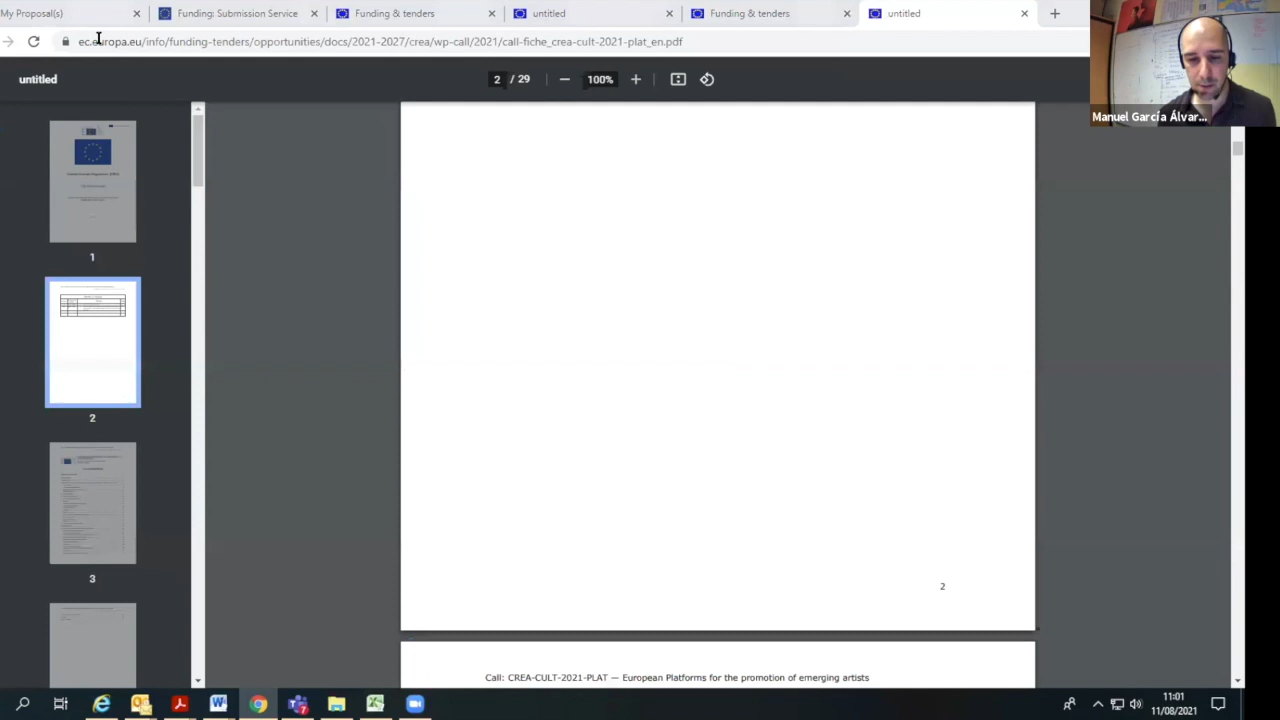 My Proposal(s)
Funding: Submission Service
Funding & tenders
untitled
Funding & tenders
untitled
ec.europa.eu/info/funding-tenders/opportunities/docs/2021-2027/crea/wp-call/2021/call-fiche_crea-cult-2021-plat_en.pdf
untitled
2 / 29
100%
Manuel García Álvar...
1
2
3
2
Call: CREA-CULT-2021-PLAT — European Platforms for the promotion of emerging artists
11:01
11/08/2021